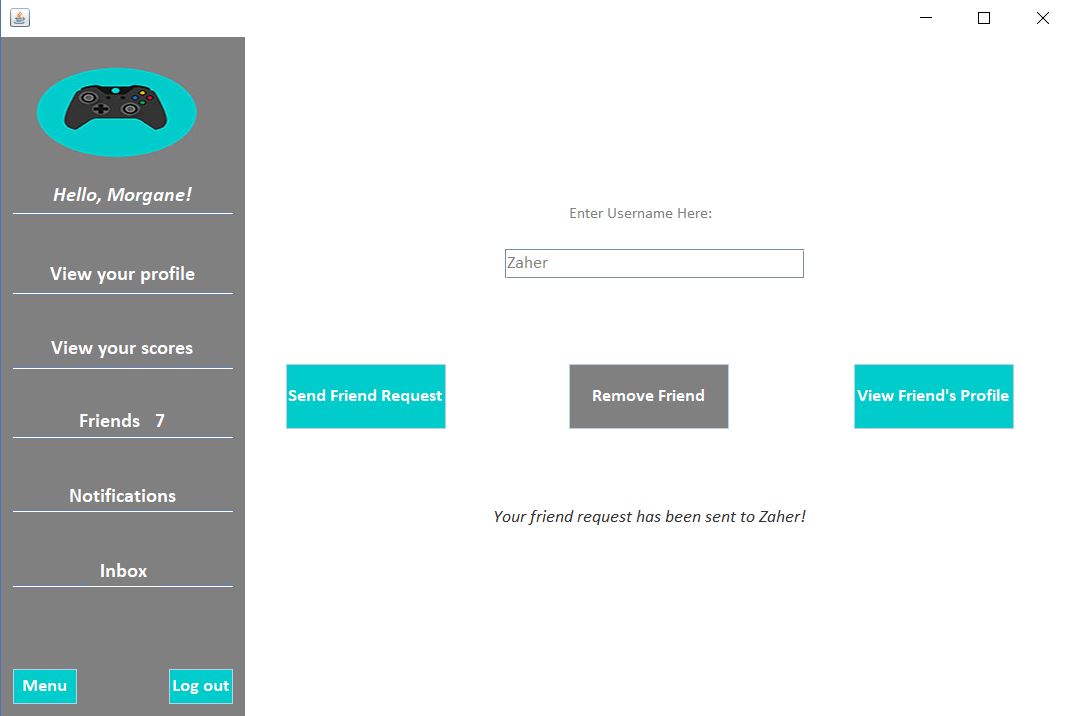 Hello, Morgane!
View your profile
View your scores
Friends 7
Notifications
Inbox
Menu
Log out
Enter Username Here:
Zaher
Send Friend Request
Remove Friend
View Friend's Profile
Your friend request has been sent to Zaher!